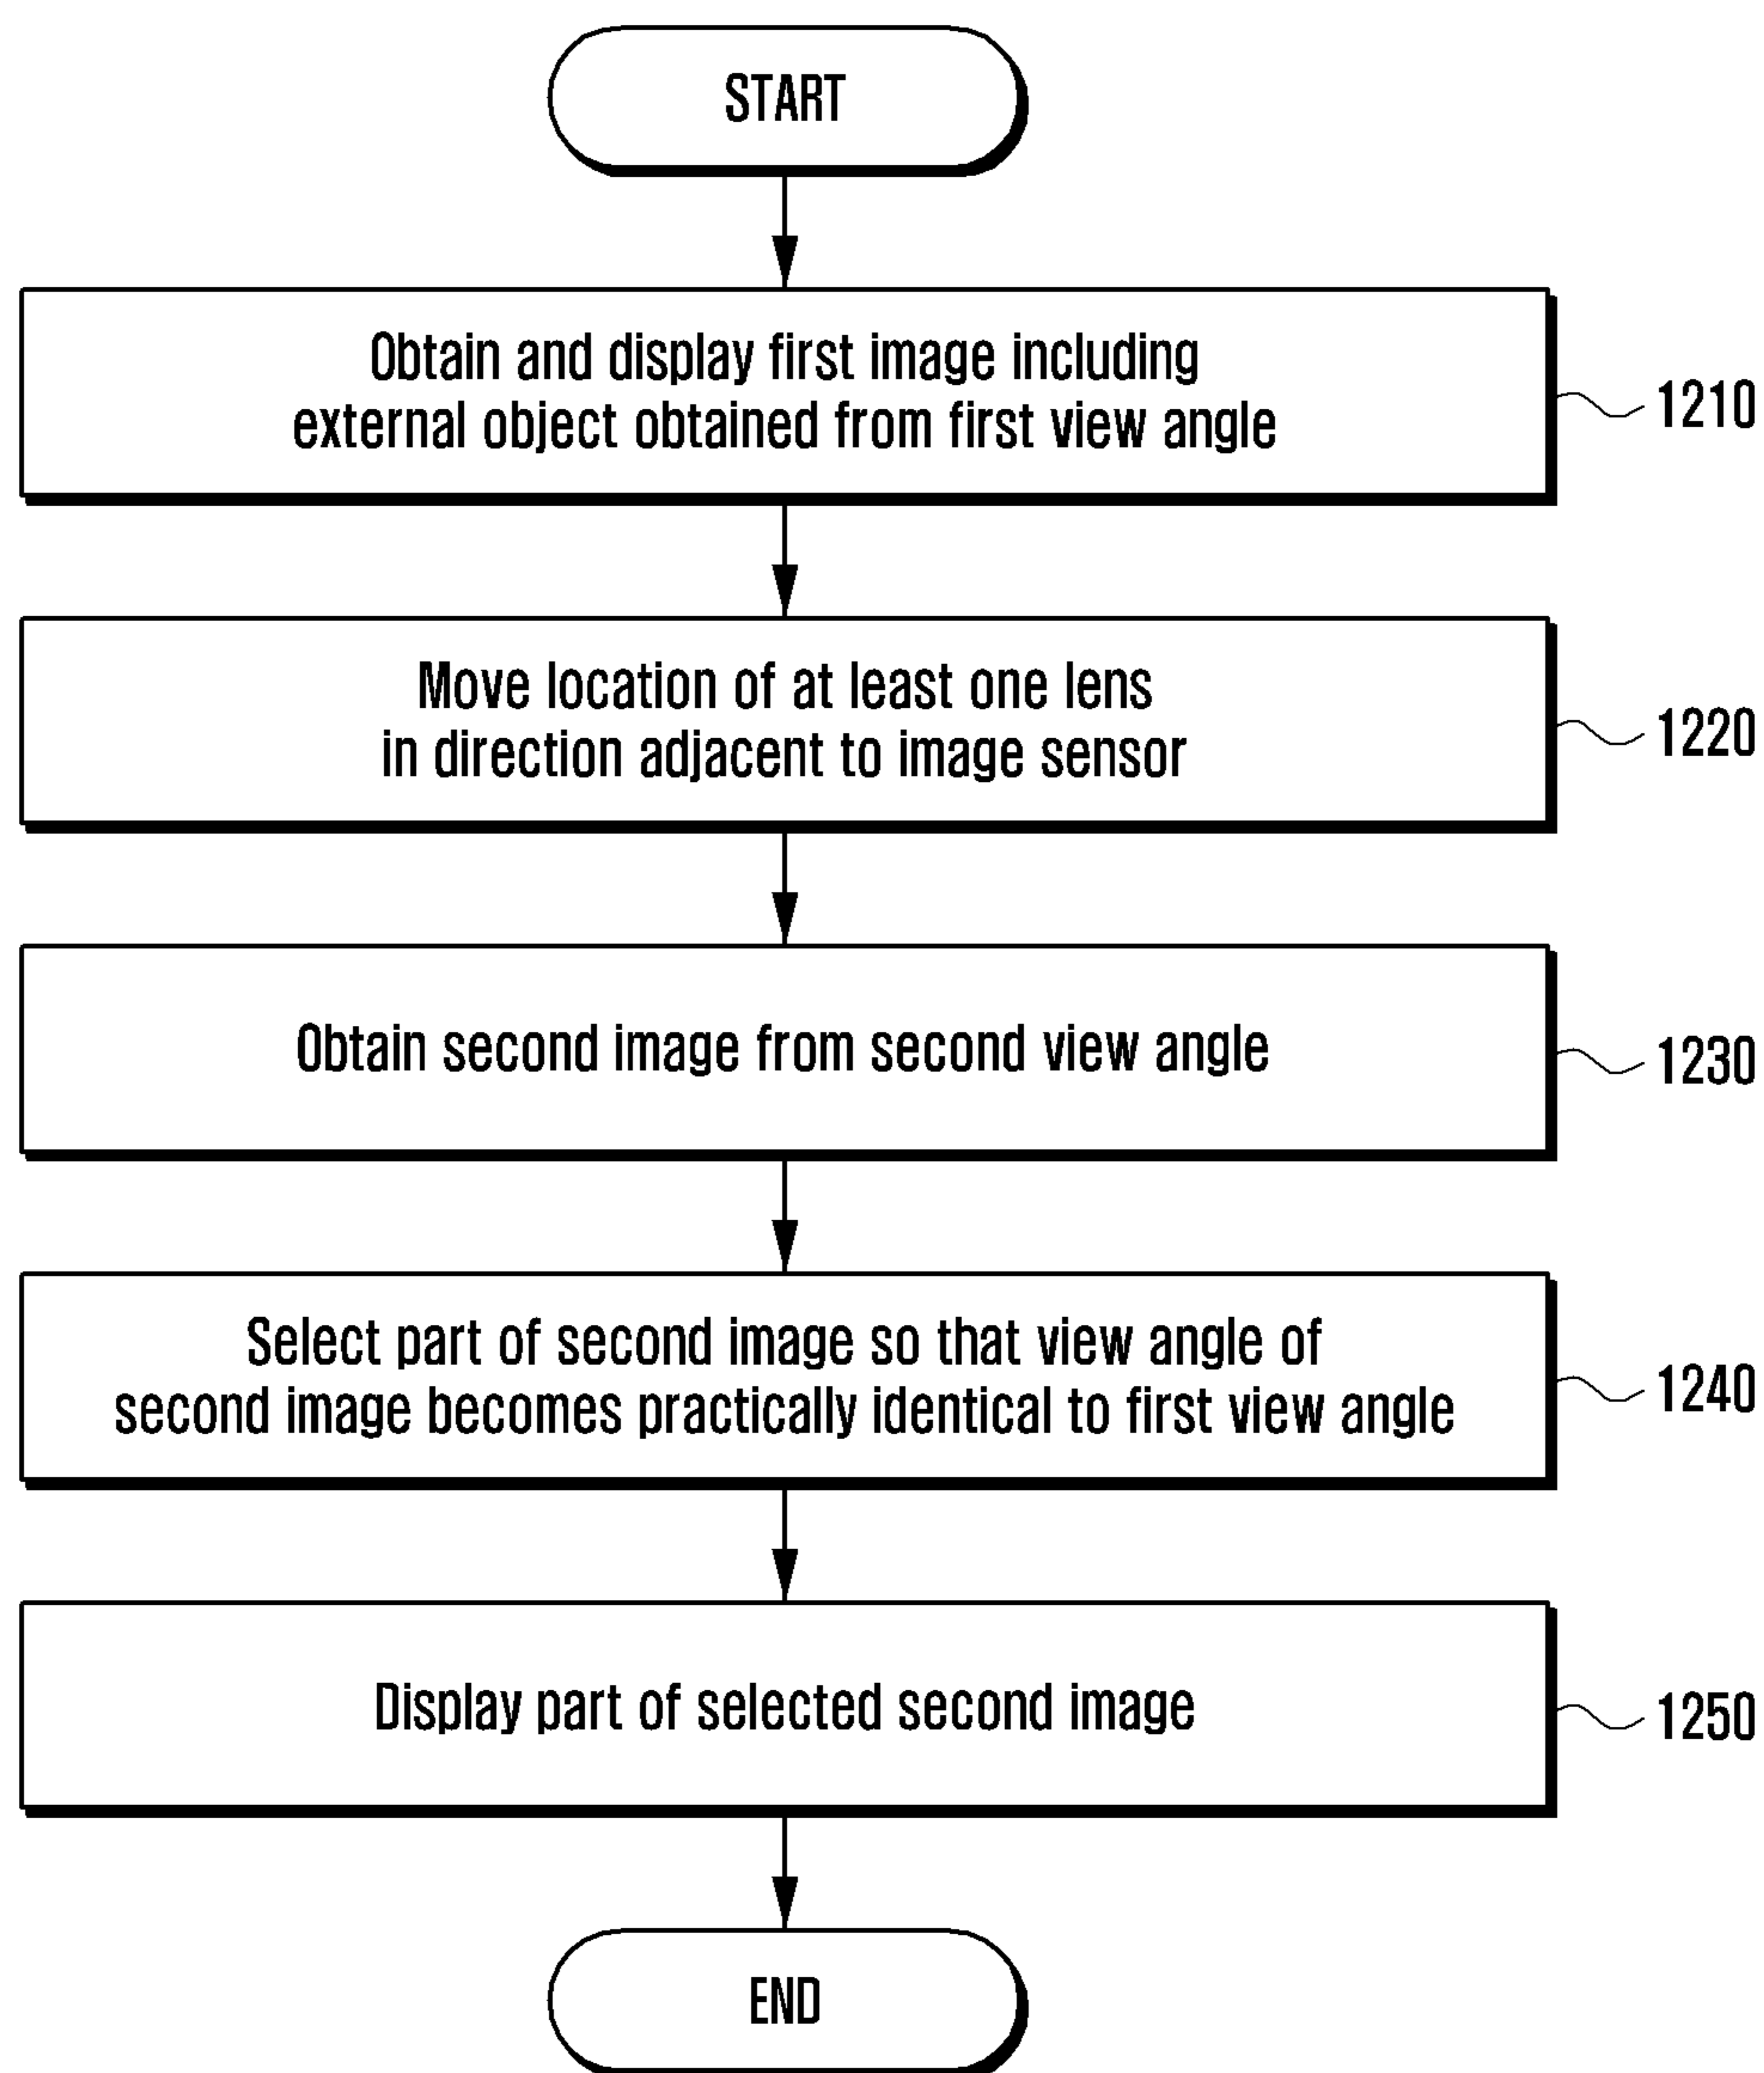 START
Obtain and display first image including
external object obtained from first view angle
1210
Move location of at least one lens
in direction adjacent to image sensor
1220
Obtain second image from second view angle
1230
Select part of second image so that view angle of
second image becomes practically identical to first view angle
1240
Display part of selected second image
1250
END